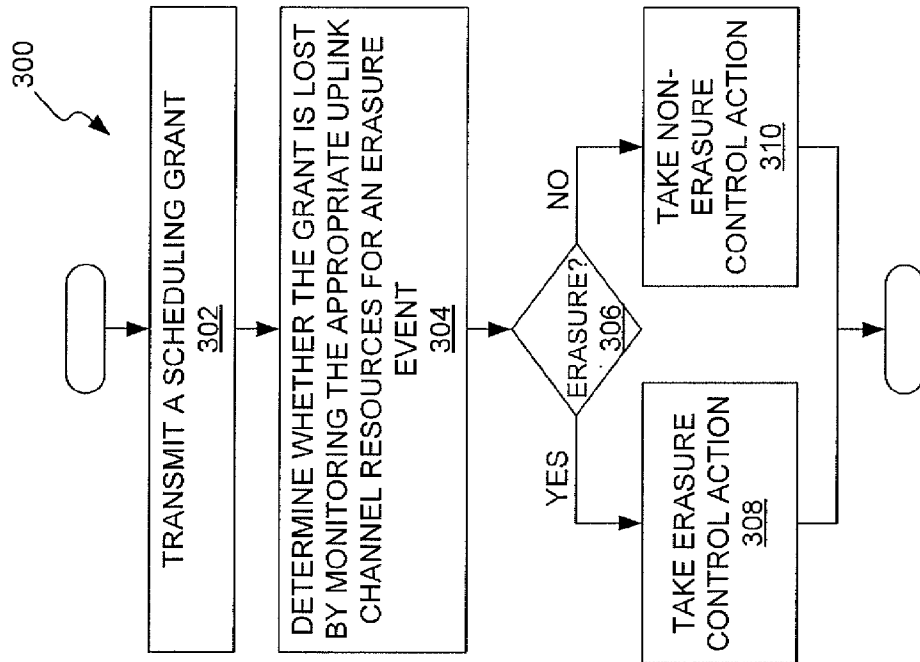 300
TRANSMIT A SCHEDULING GRANT
302
DETERMINE WHETHER THE GRANT IS LOST
BY MONITORING THE APPROPRIATE UPLINK
CHANNEL RESOURCES FOR AN ERASURE
EVENT
304
ERASURE?
306
YES
NO
TAKE ERASURE
CONTROL ACTION
308
TAKE NON-
ERASURE
CONTROL ACTION
310